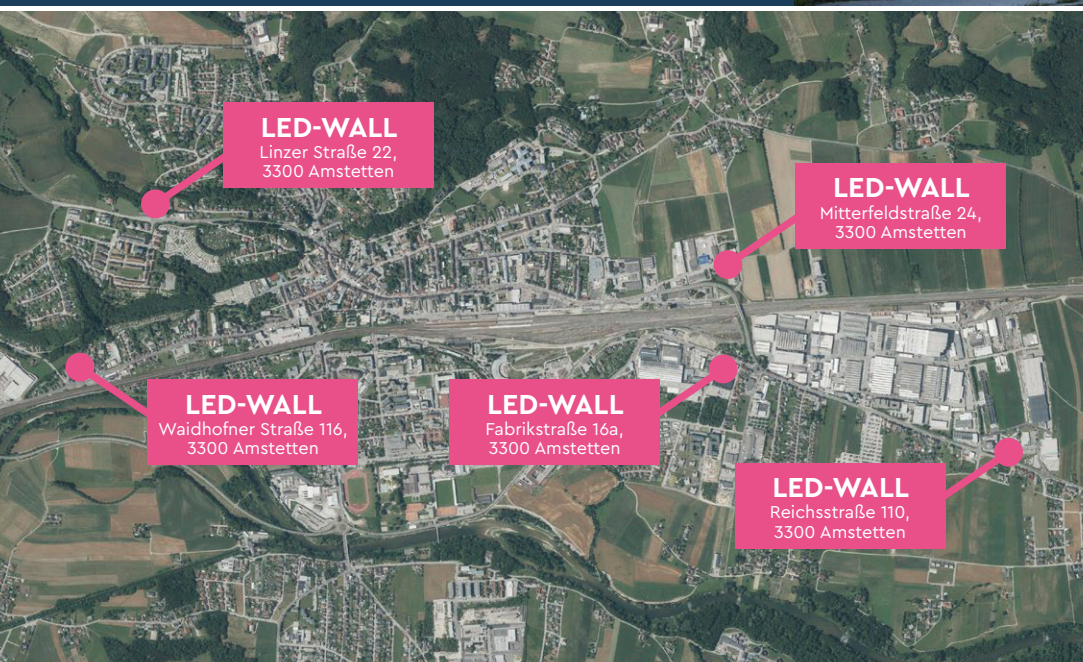 LED-WALL
Linzer Straße 22,
3300 Amstetten
LED-WALL
Mitterfeldstraße 24,
3300 Amstetten
LED-WALL
Waidhofner Straße 116,
3300 Amstetten
LED-WALL
Fabrikstraße 16a,
3300 Amstetten
LED-WALL
Reichsstraße 110,
3300 Amstetten